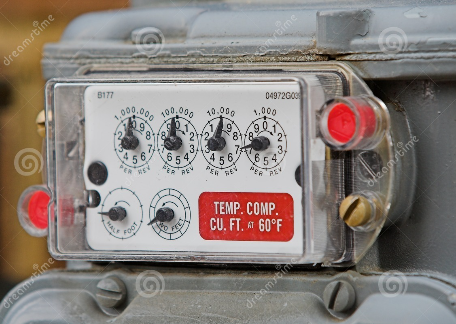 B177
04972G03
1,000,000 100,000 10,000 1,000
PER REV PER REV PER REV PER REV
HALF FOOT
TWO FEET
TEMP. COMP.
CU. FT. AT 60°F
dreamstime